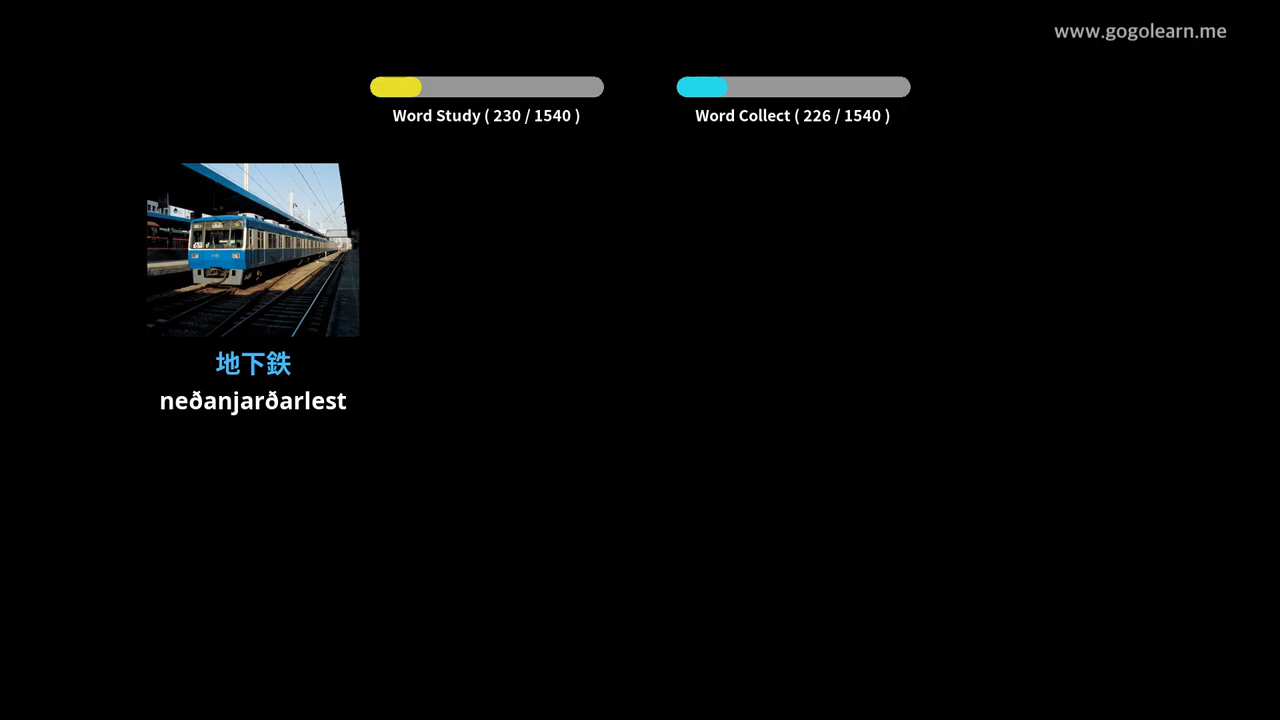 www.gogolearn.me
Word Study ( 230 / 1540 )
Word Collect ( 226 / 1540 )
地下鉄
neðanjarðarlest